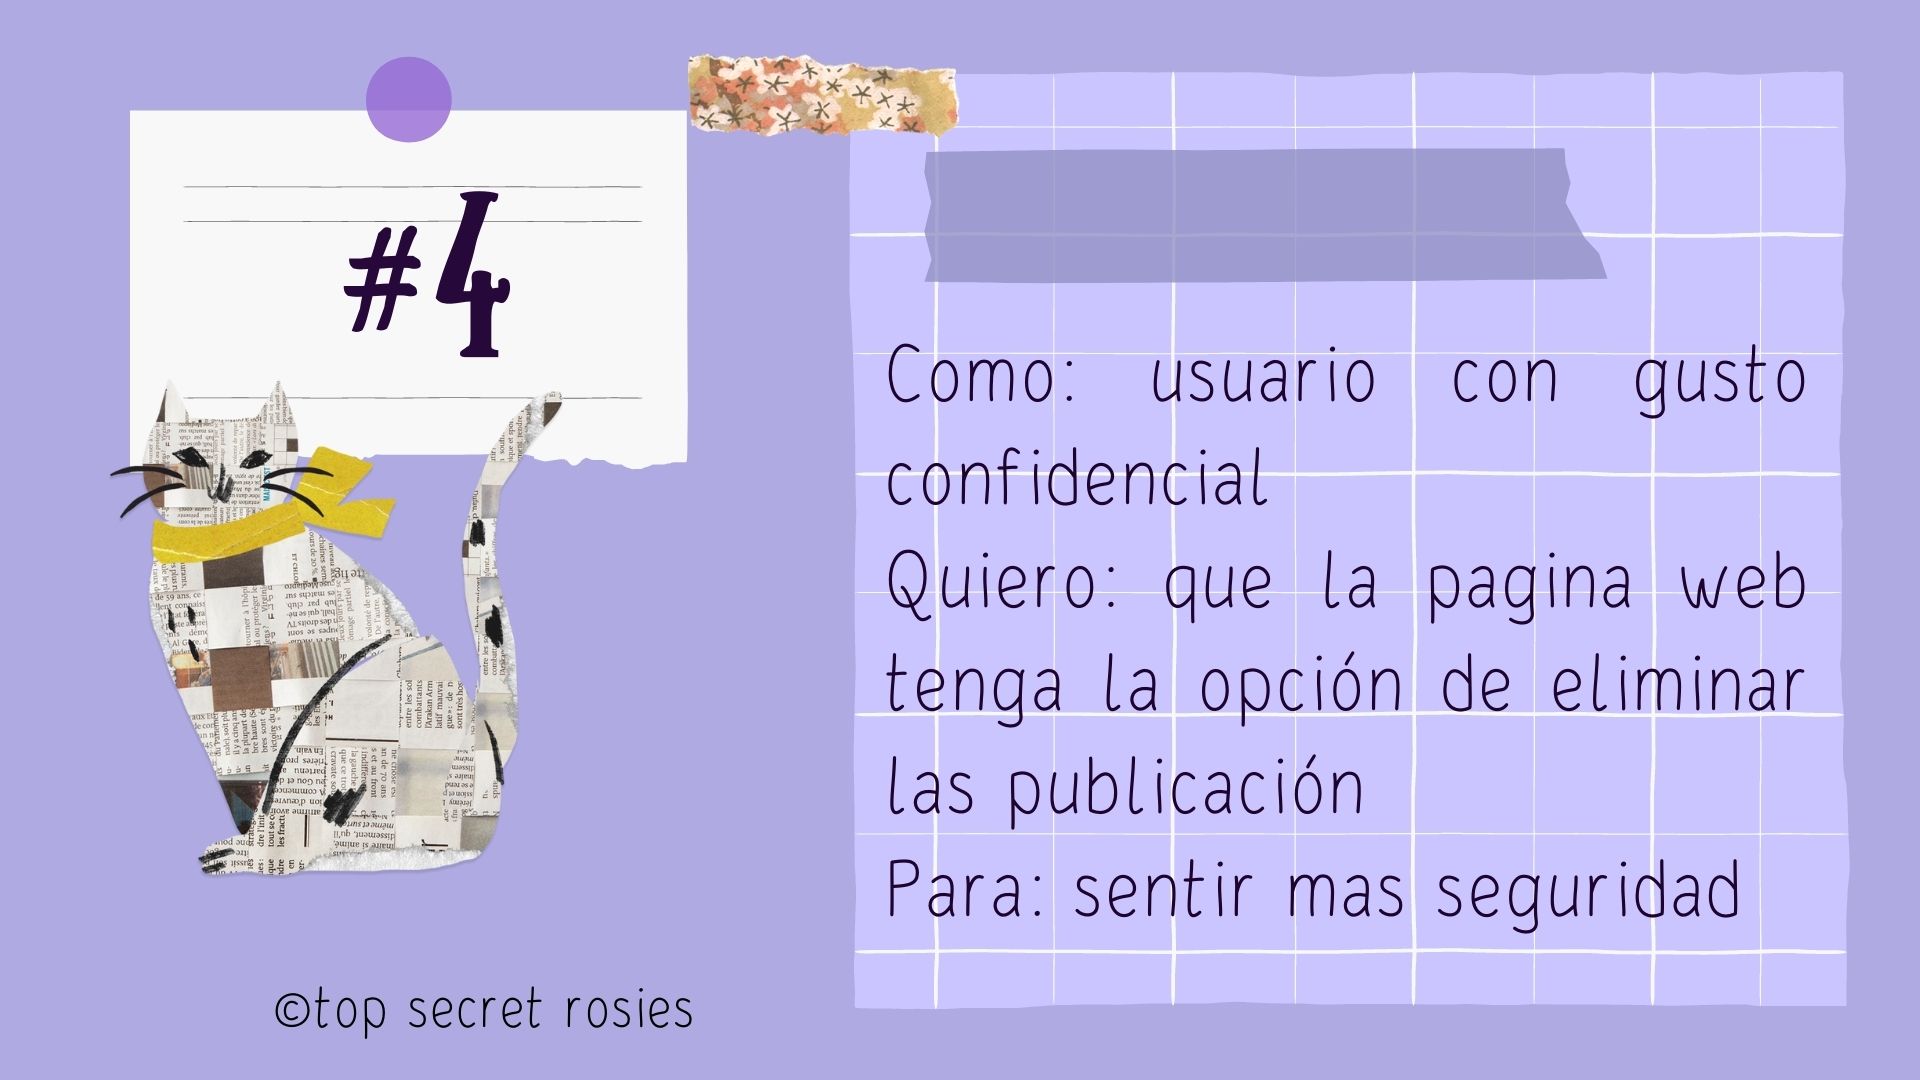 #4
Como: usuario con gusto
confidencial
Quiero: que la pagina web
tenga la opción de eliminar
las publicación
Para: sentir mas seguridad
©top secret rosies